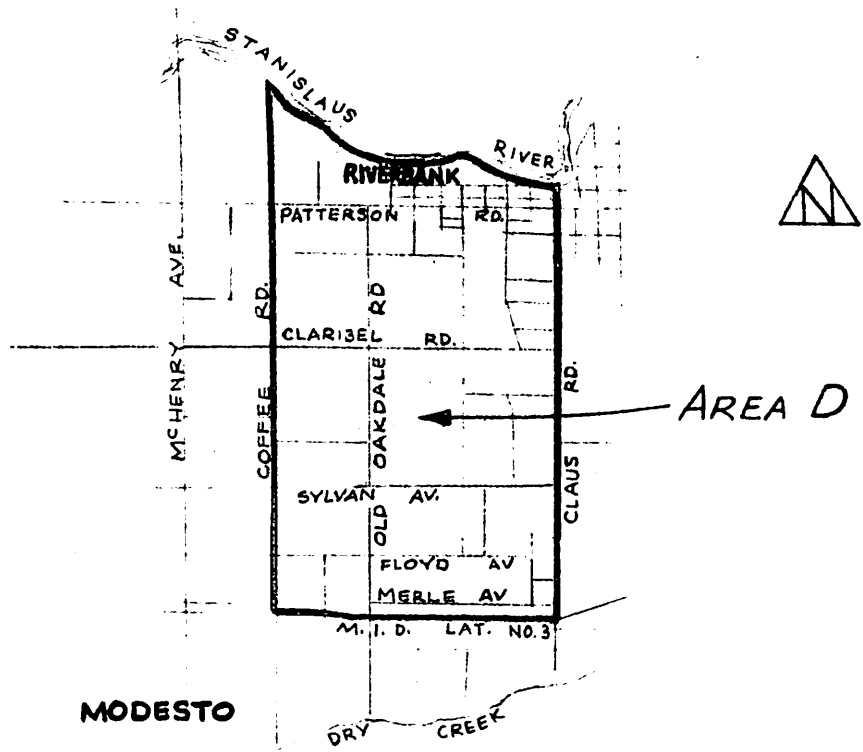 STANISLAUS
RIVER
RIVERBANK
N
PATTERSON RD.
McHENRY AVE.
COFFEE RD.
OLD OAKDALE RD
CLARIBEL RD.
CLAUS RD.
AREA D
SYLVAN AV.
FLOYD AV
MERLE AV
M. I. D. LAT. NO.3
MODESTO
DRY CREEK